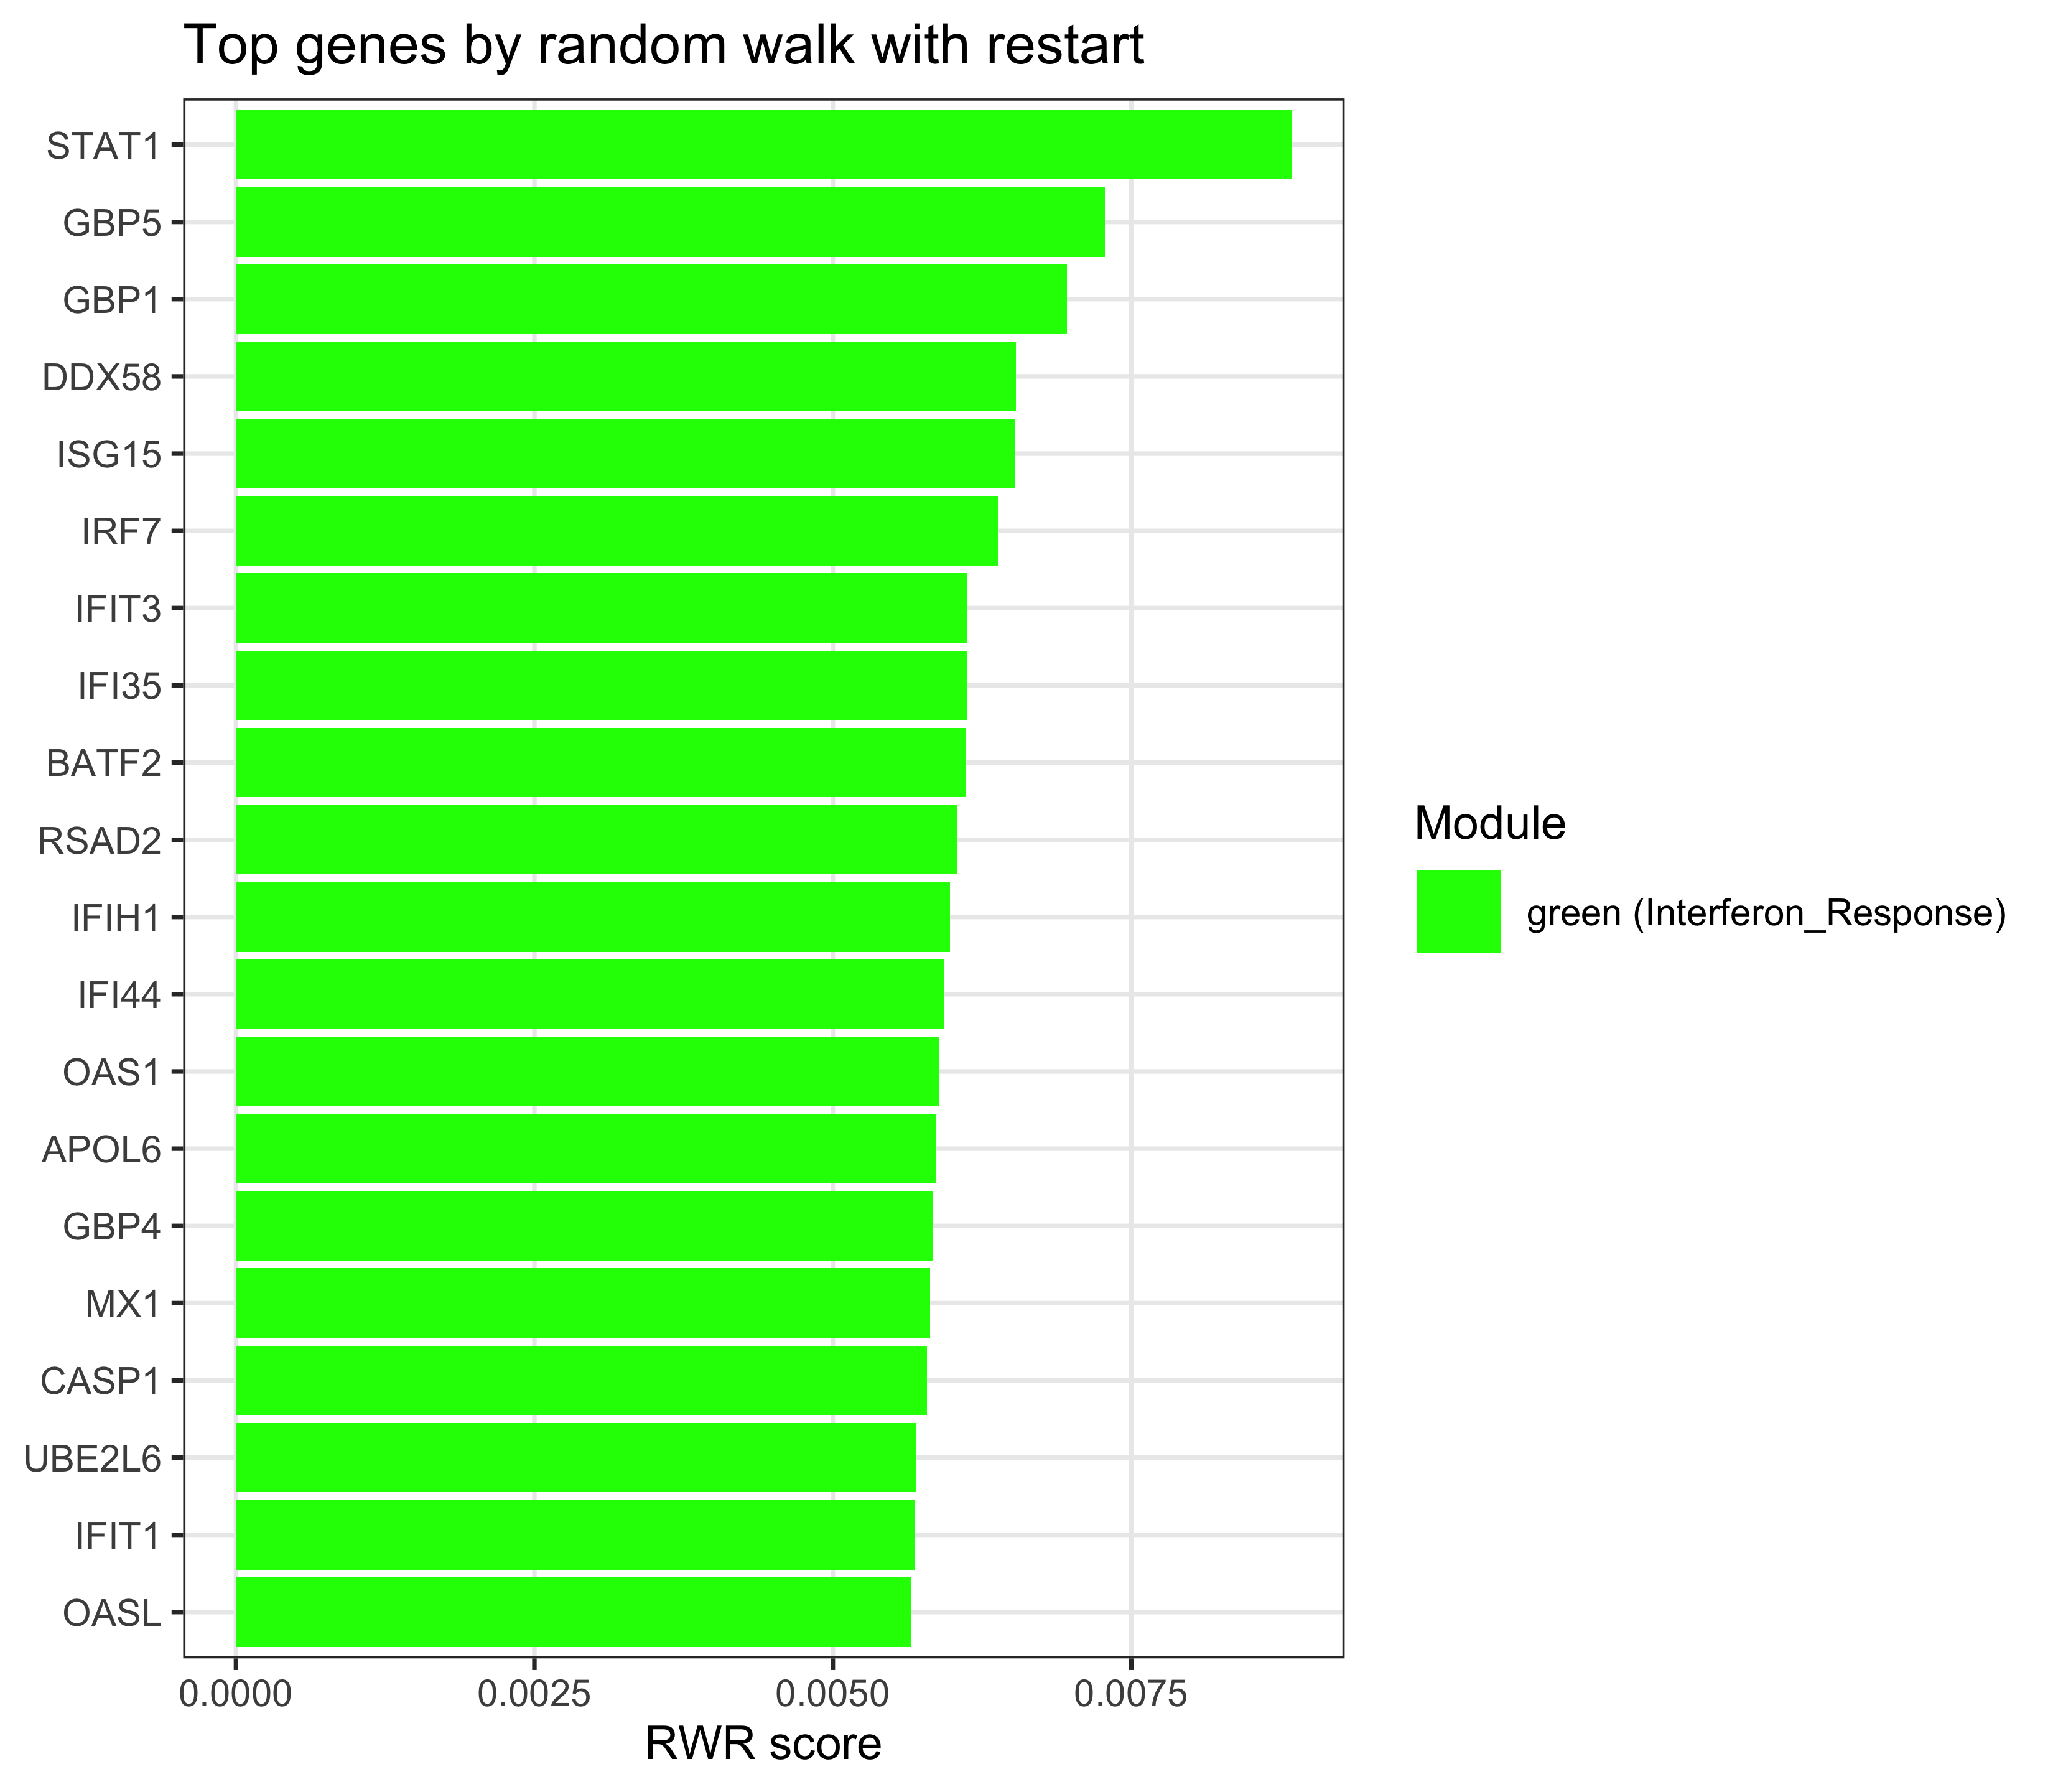 Top genes by random walk with restart
STAT1
GBP5
GBP1
DDX58
ISG15
IRF7
IFIT3
IFI35
BATF2
RSAD2
IFIH1
IFI44
OAS1
APOL6
GBP4
MX1
CASP1
UBE2L6
IFIT1
OASL
0.0000 0.0025 0.0050 0.0075
RWR score
Module
green (Interferon_Response)